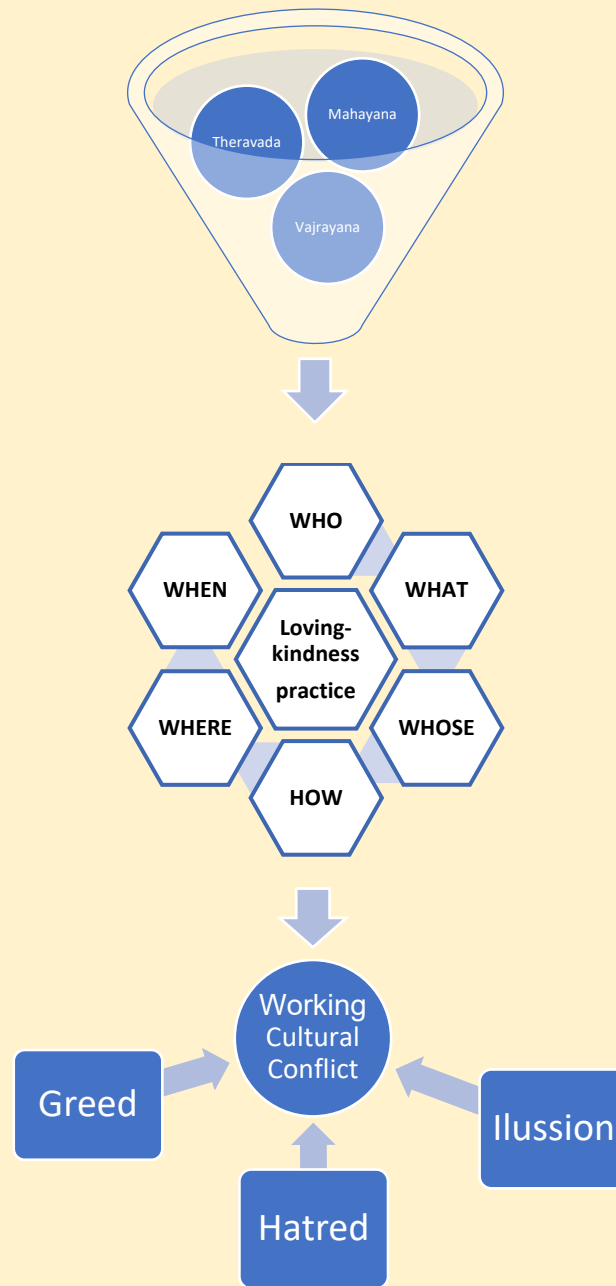 Theravada
Mahayana
Vajrayana
WHO
WHEN
WHAT
Loving-
kindness
practice
WHERE
WHOSE
HOW
Working
Cultural
Conflict
Greed
Ilussion
Hatred